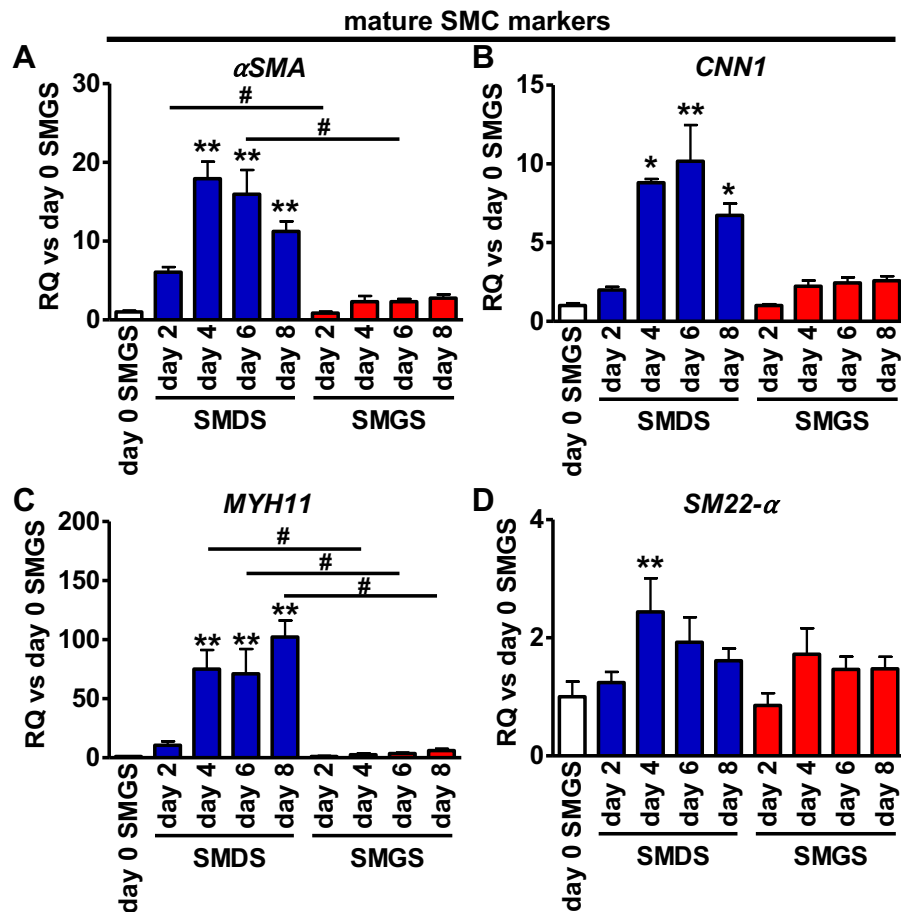 mature SMC markers
A
αSMA
RQ vs day 0 SMGS
30
20
10
0
#
#
**
**
**
day 0 SMGS
day 2
day 4
day 6
day 8
day 2
day 4
day 6
day 8
SMDS
SMGS
B
CNN1
RQ vs day 0 SMGS
15
10
5
0
*
**
*
day 0 SMGS
day 2
day 4
day 6
day 8
day 2
day 4
day 6
day 8
SMDS
SMGS
C
MYH11
RQ vs day 0 SMGS
200
150
100
50
0
#
#
#
**
**
**
day 0 SMGS
day 2
day 4
day 6
day 8
day 2
day 4
day 6
day 8
SMDS
SMGS
D
SM22-α
RQ vs day 0 SMGS
4
2
0
**
day 0 SMGS
day 2
day 4
day 6
day 8
day 2
day 4
day 6
day 8
SMDS
SMGS